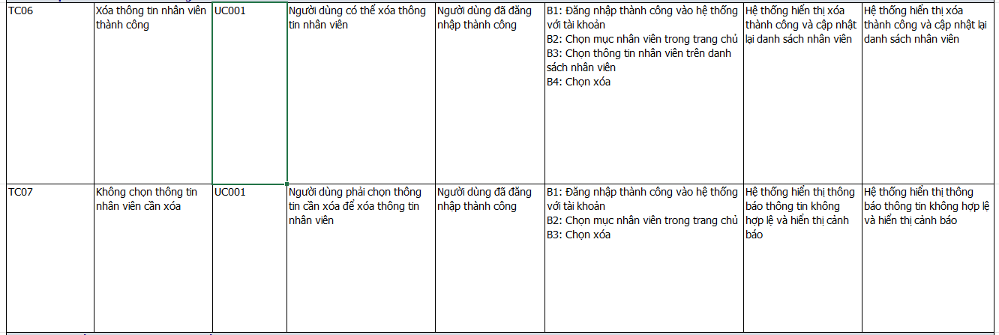 TC06
Xóa thông tin nhân viên
thành công
UC001
Người dùng có thể xóa thông
tin nhân viên
Người dùng đã đăng
nhập thành công
B1: Đăng nhập thành công vào hệ thống
với tài khoản
B2: Chọn mục nhân viên trong trang chủ
B3: Chọn thông tin nhân viên trên danh
sách nhân viên
B4: Chọn xóa
Hệ thống hiển thị xóa
thành công và cập nhật
lại danh sách nhân viên
Hệ thống hiển thị xóa
thành công và cập nhật lại
danh sách nhân viên
TC07
Không chọn thông tin
nhân viên cần xóa
UC001
Người dùng phải chọn thông
tin cần xóa để xóa thông tin
nhân viên
Người dùng đã đăng
nhập thành công
B1: Đăng nhập thành công vào hệ thống
với tài khoản
B2: Chọn mục nhân viên trong trang chủ
B3: Chọn xóa
Hệ thống hiển thị thông
báo thông tin không
hợp lệ và hiển thị cảnh
báo
Hệ thống hiển thị thông
báo thông tin không hợp lệ
và hiển thị cảnh báo